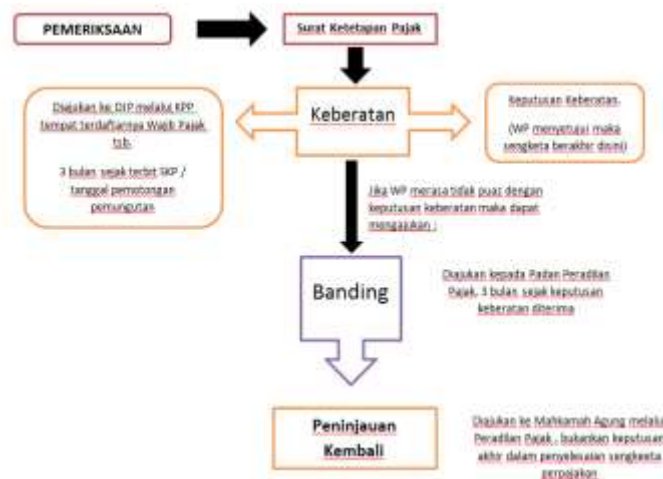 PEMERIKSAAN
Surat Ketetapan Pajak
Diajukan ke DJP melalui KPP
tempat terdaftarnya Wajib Pajak
tsb.
3 bulan sejak terbit SKP /
tanggal pemotongan
pemungutan
Keberatan
Keputusan Keberatan.
(WP menyetujui maka
sengketa berakhir disini)
Jika WP merasa tidak puas dengan
keputusan keberatan maka dapat
mengajukan :
Banding
Diajukan kepada Badan Peradilan
Pajak, 3 bulan sejak keputusan
keberatan diterima
Peninjauan
Kembali
Diajukan ke Mahkamah Agung melalui
Peradilan Pajak , keputusan
akhir dalam penyelesaian sengketa
perpajakan